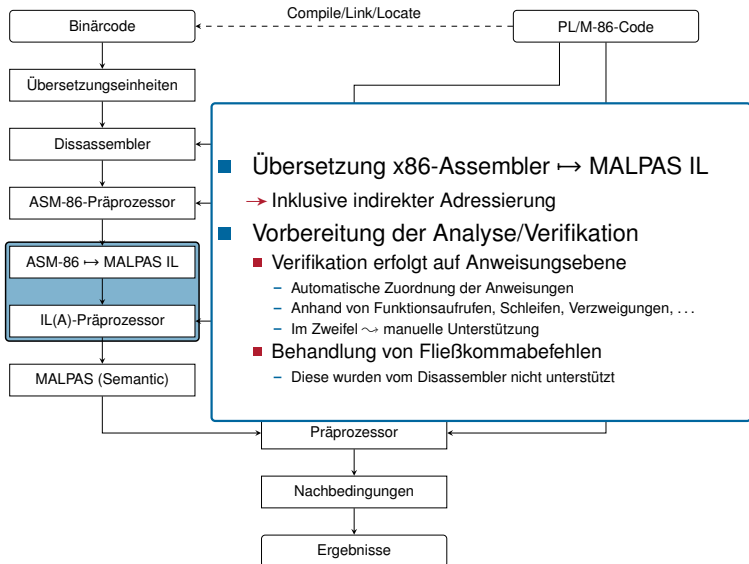 Compile/Link/Locate
Binärcode
PL/M-86-Code
Übersetzungseinheiten
Dissassembler
ASM-86-Präprozessor
ASM-86 ↦ MALPAS IL
IL(A)-Präprozessor
MALPAS (Semantic)
Übersetzung x86-Assembler ↦ MALPAS IL
→ Inklusive indirekter Adressierung
Vorbereitung der Analyse/Verifikation
Verifikation erfolgt auf Anweisungsebene
– Automatische Zuordnung der Anweisungen
– Anhand von Funktionsaufrufen, Schleifen, Verzweigungen, ...
– Im Zweifel ⤳ manuelle Unterstützung
Behandlung von Fließkommabefehlen
– Diese wurden vom Disassembler nicht unterstützt
Präprozessor
Nachbedingungen
Ergebnisse